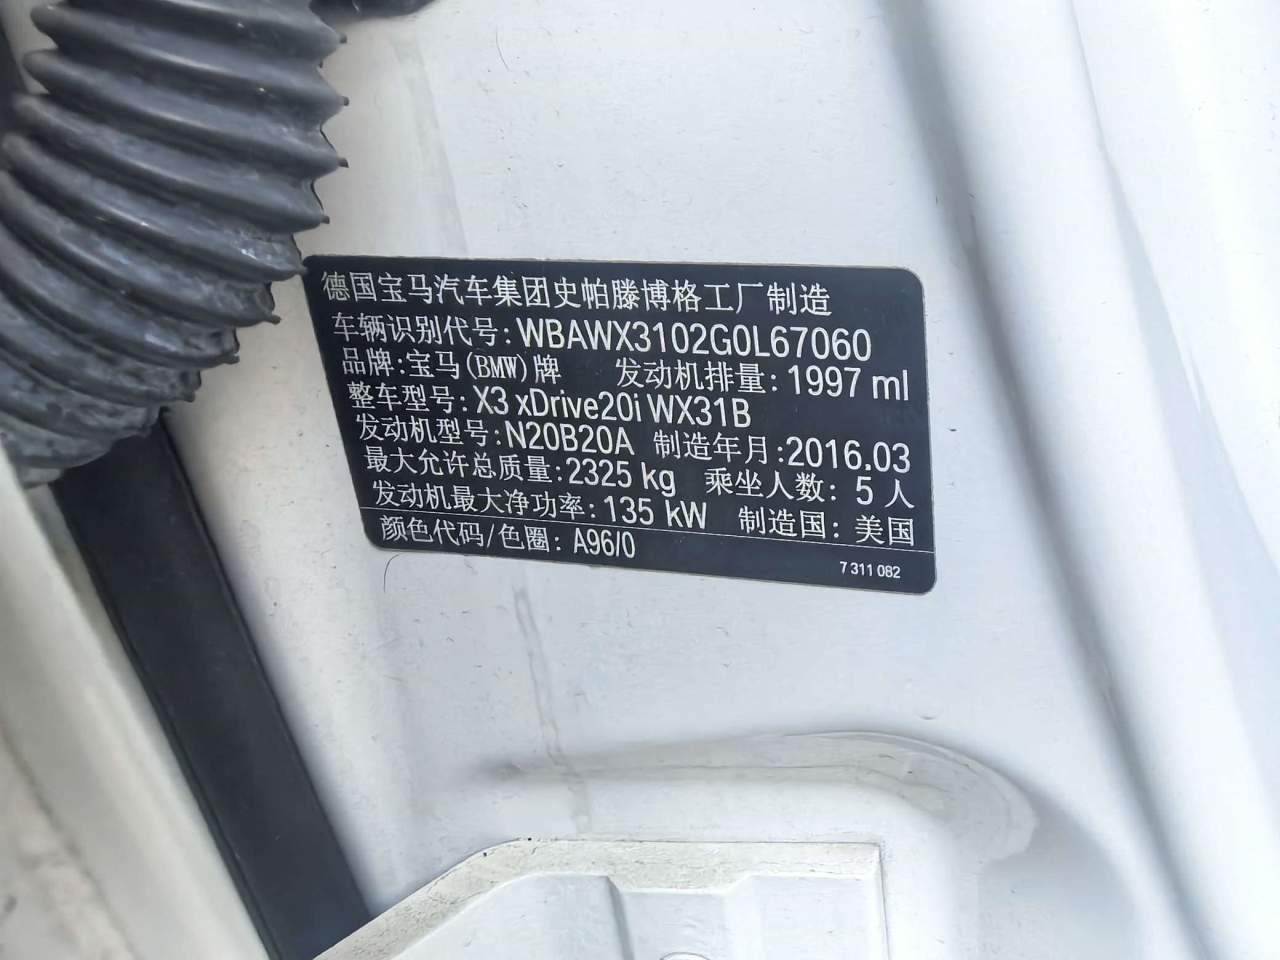 德国宝马汽车集团史帕滕博格工厂制造
车辆识别代号: WBAWX3102G0L67060
品牌: 宝马(BMW)牌 发动机排量: 1997 ml
整车型号: X3 xDrive20i WX31B
发动机型号: N20B20A 制造年月: 2016.03
最大允许总质量: 2325 kg 乘坐人数: 5 人
发动机最大净功率: 135 kW 制造国: 美国
颜色代码/色圈: A96/0
7 311 082